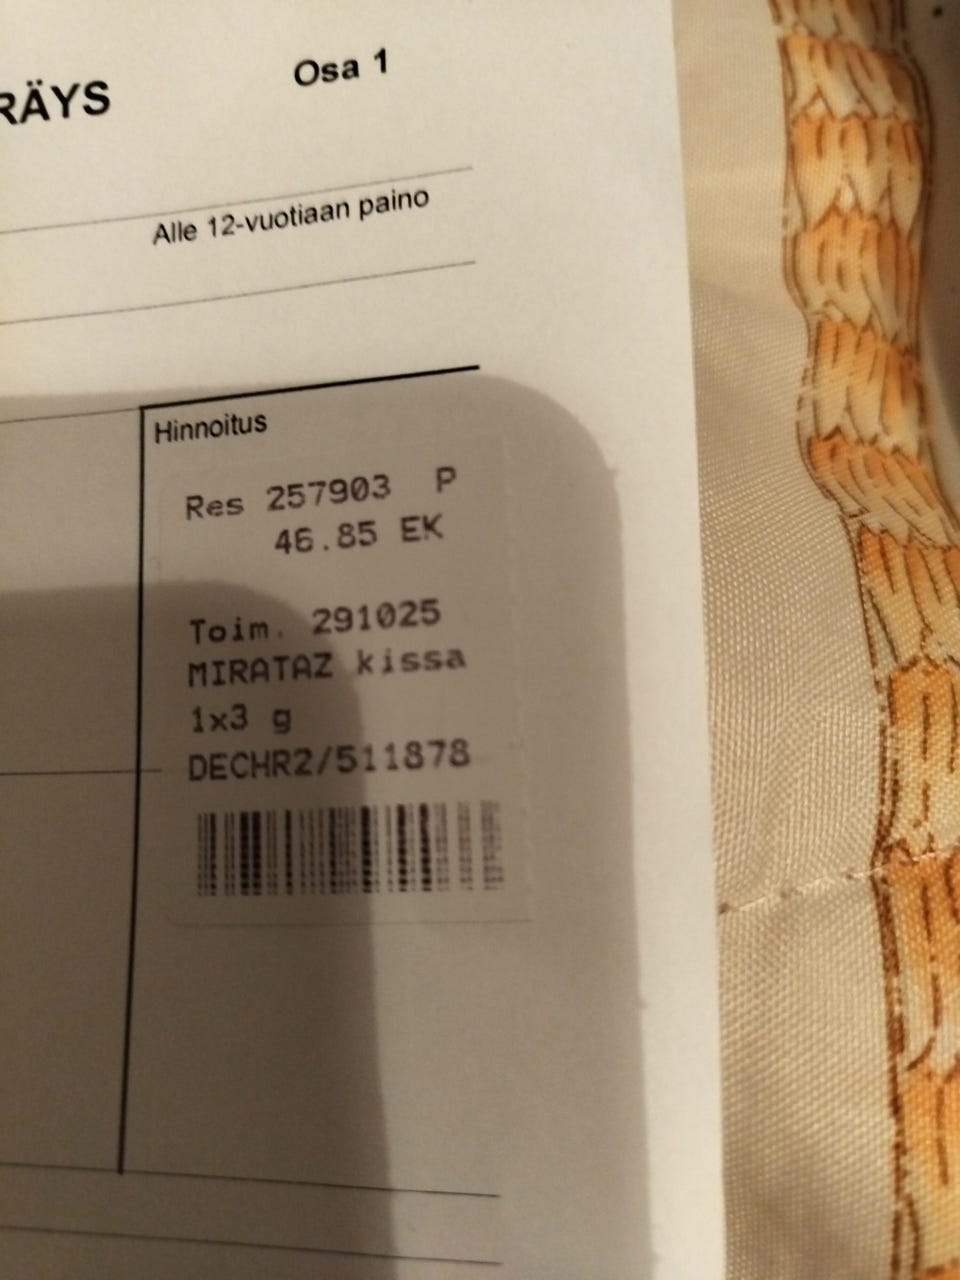 RÄYS
Osa 1
Alle 12-vuotiaan paino
Hinnoitus
Res 257903 P
46.85 EK
Toim. 291025
MIRATAZ kissa
1x3 g
DECHR2/511878